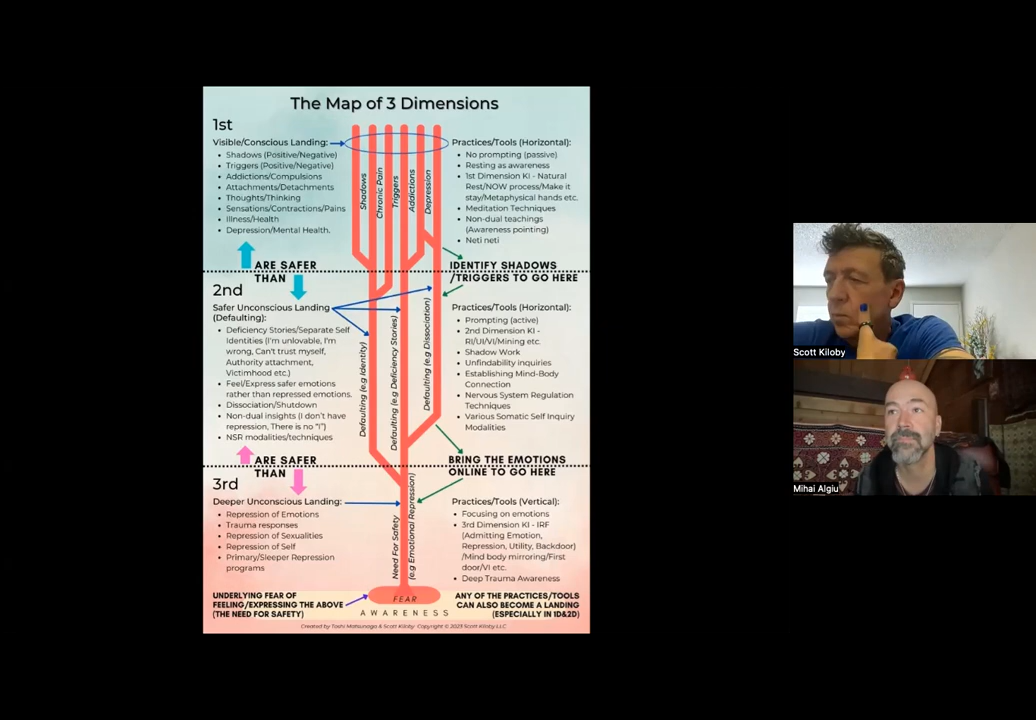 The Map of 3 Dimensions
1st
Visible/Conscious Landing:
Shadows (Positive/Negative)
Triggers (Positive/Negative)
Addictions/Compulsions
Attachments/Detachments
Thoughts/Thinking
Sensations/Contractions/Pains
Illness/Health
Depression/Mental Health.
Shadows
Chronic Pain
Triggers
Addictions
Depression
Practices/Tools (Horizontal):
No prompting (passive)
Resting as awareness
1st Dimension KI - Natural
Rest/NOW process/Make it
stay/Metaphysical hands etc.
Meditation Techniques
Non-dual teachings
(Awareness pointing)
Neti neti
ARE SAFER
THAN
IDENTIFY SHADOWS
/TRIGGERS TO GO HERE
2nd
Safer Unconscious Landing
(Defaulting):
Deficiency Stories/Separate Self
Identities (I'm unlovable, I'm
wrong, Can't trust myself,
Authority attachment,
Victimhood etc.)
Feel/Express safer emotions
rather than repressed emotions.
Dissociation/Shutdown
Non-dual insights (I don't have
repression, There is no "I")
NSR modalities/techniques
Defaulting (e.g Identity)
Defaulting (e.g Deficiency Stories)
Defaulting (e.g Dissociation)
Practices/Tools (Horizontal):
Prompting (active)
2nd Dimension KI -
RI/UI/VI/Mining etc.
Shadow Work
Unfindability inquiries
Establishing Mind-Body
Connection
Nervous System Regulation
Techniques
Various Somatic Self Inquiry
Modalities
ARE SAFER
THAN
BRING THE EMOTIONS
ONLINE TO GO HERE
3rd
Deeper Unconscious Landing:
Repression of Emotions
Trauma responses
Repression of Sexualities
Repression of Self
Primary/Sleeper Repression
programs
Need For Safety
(e.g Emotional Repression)
Practices/Tools (Vertical):
Focusing on emotions
3rd Dimension KI - IRF
(Admitting Emotion,
Repression, Utility, Backdoor)
/Mind body mirroring/First
door/VI etc.
Deep Trauma Awareness
UNDERLYING FEAR OF
FEELING/EXPRESSING THE ABOVE
(THE NEED FOR SAFETY)
FEAR
AWARENESS
ANY OF THE PRACTICES/TOOLS
CAN ALSO BECOME A LANDING
(ESPECIALLY IN 1D&2D)
Created by Toshi Matsunaga & Scott Kiloby Copyright © 2023 Scott Kiloby LLC
Scott Kiloby
Mihai Algiu